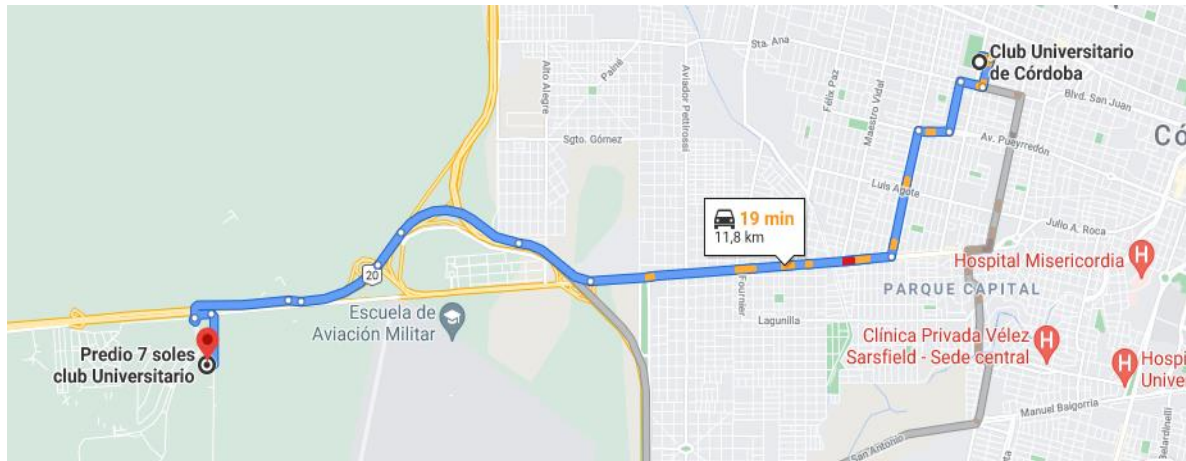 Club Universitario
de Córdoba
Sta. Ana
Alto Alegre
Painé
Aviador Pettirossi
Félix Paz
Maestro Vidal
Blvd. San Juan
Có
Sgto. Gómez
Av. Pueyrredón
Luis Agote
19 min
11,8 km
Julio A. Roca
20
Hospital Misericordia
PARQUE CAPITAL
Fournier
Escuela de
Aviación Militar
Lagunilla
Clínica Privada Vélez
Sarsfield - Sede central
Predio 7 soles
club Universitario
Hospi
Unive
Manuel Baigorria
San Antonio
Belardinelli